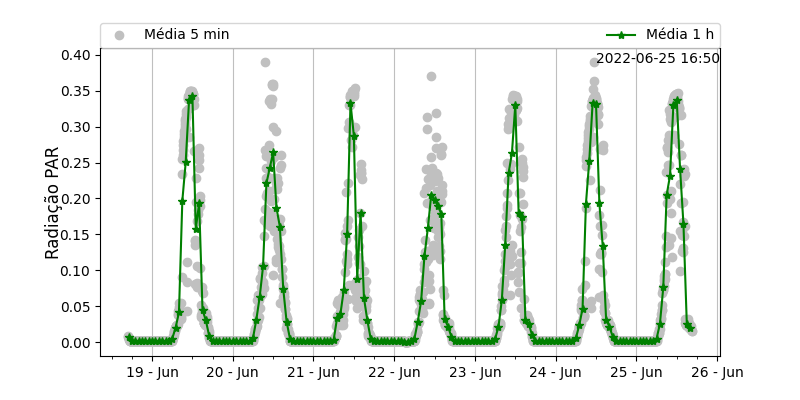 Média 5 min
Média 1 h
2022-06-25 16:50
Radiação PAR
0.40
0.35
0.30
0.25
0.20
0.15
0.10
0.05
0.00
19 - Jun
20 - Jun
21 - Jun
22 - Jun
23 - Jun
24 - Jun
25 - Jun
26 - Jun